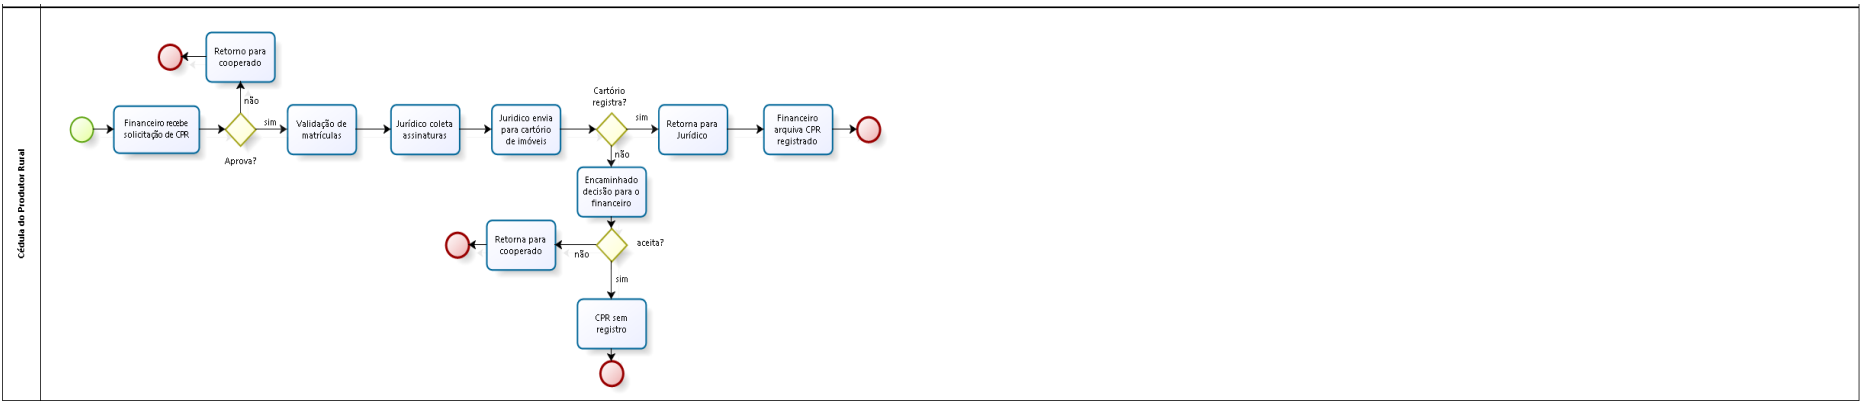 Cédula do Produtor Rural
Retorno para
cooperado
não
Financeiro recebe
solicitação de CPR
Aprova?
sim
Validação de
matrículas
Jurídico coleta
assinaturas
Juridico envia
para cartório
de imóveis
Cartório
registra?
sim
Retorna para
Jurídico
Financeiro
arquiva CPR
registrado
não
Encaminhado
decisão para o
financeiro
aceita?
não
Retorna para
cooperado
sim
CPR sem
registro